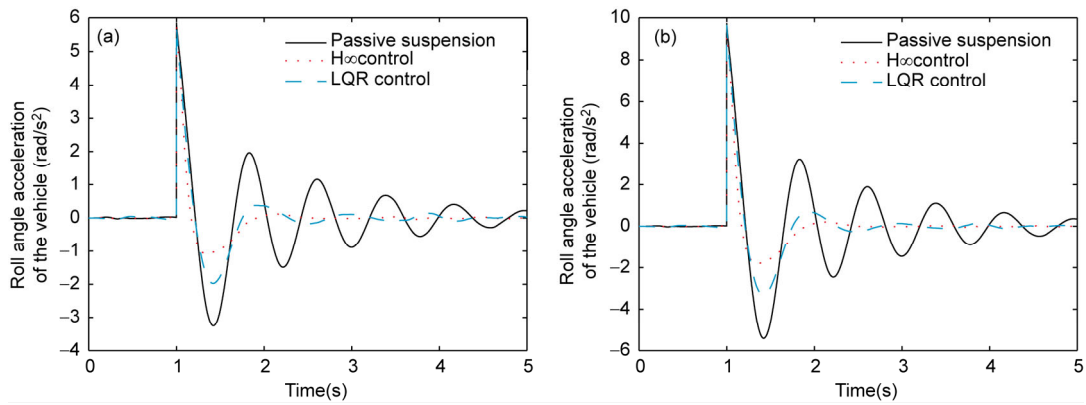 (a)
Passive suspension
H∞control
LQR control
Roll angle acceleration
of the vehicle (rad/s²)
6
5
4
3
2
1
0
−1
−2
−3
−4
0 1 2 3 4 5
Time(s)
(b)
Passive suspension
H∞control
LQR control
Roll angle acceleration
of the vehicle (rad/s²)
10
8
6
4
2
0
−2
−4
−6
0 1 2 3 4 5
Time(s)